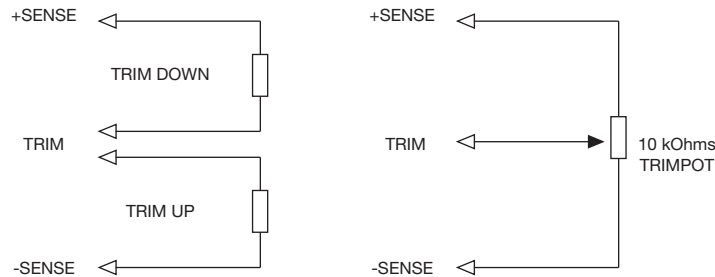 +SENSE
TRIM DOWN
TRIM
TRIM UP
-SENSE
+SENSE
TRIM
10 kOhms
TRIMPOT
-SENSE